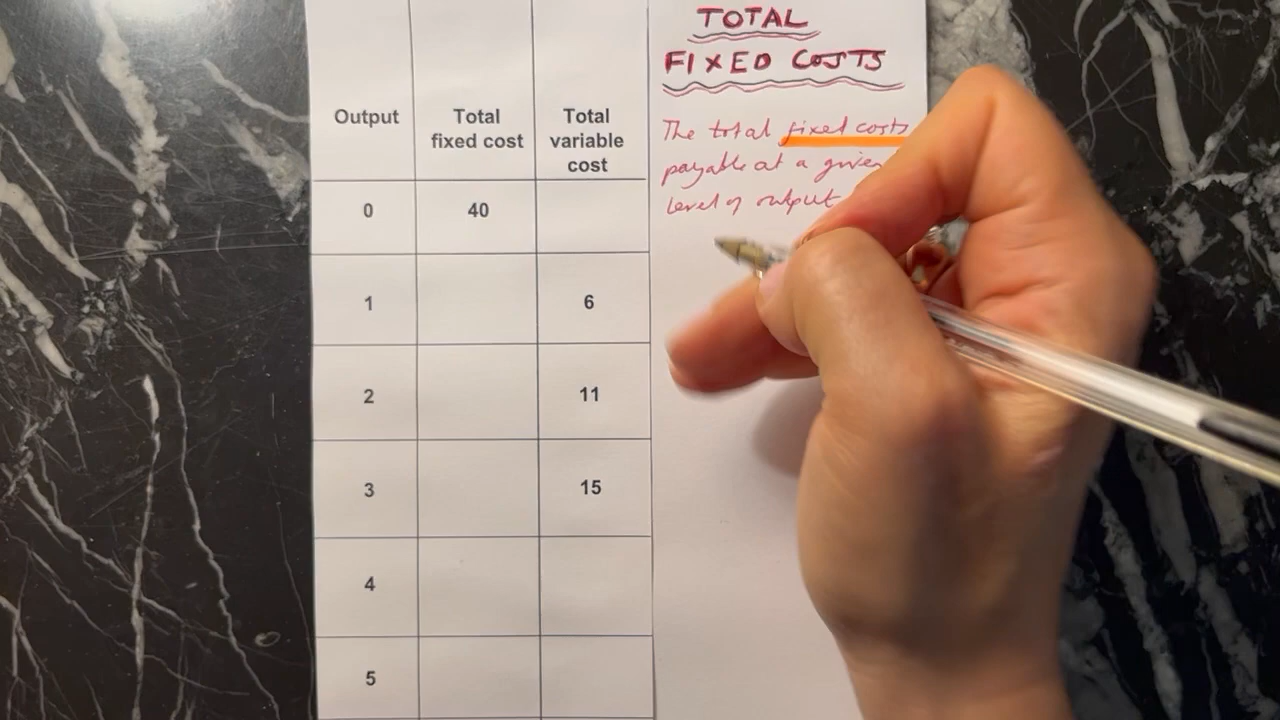 TOTAL
FIXED COSTS
The total fixed costs
payable at a given
level of output
Output
Total
fixed cost
Total
variable
cost
0
40
1
6
2
11
3
15
4
5